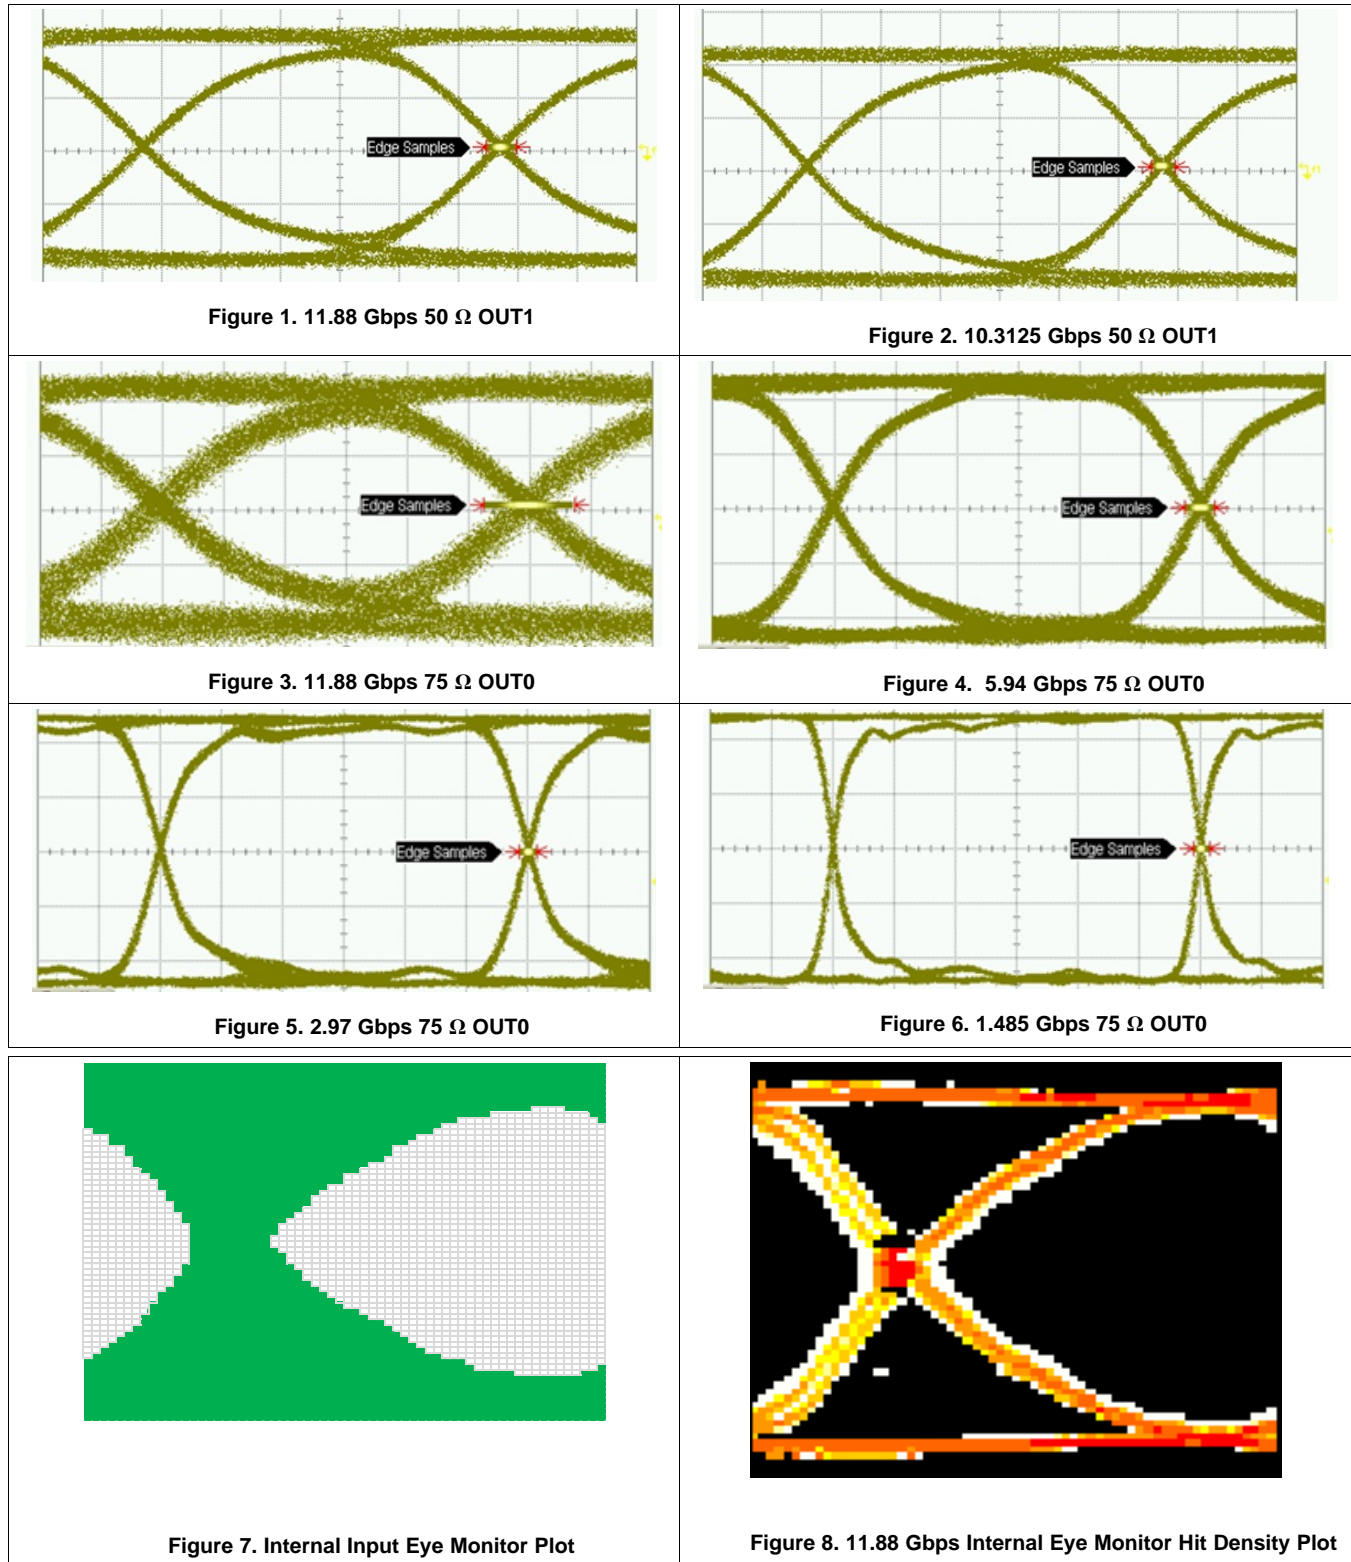 Edge Samples
Figure 1. 11.88 Gbps 50 Ω OUT1
Edge Samples
Figure 2. 10.3125 Gbps 50 Ω OUT1
Edge Samples
Figure 3. 11.88 Gbps 75 Ω OUT0
Edge Samples
Figure 4. 5.94 Gbps 75 Ω OUT0
Edge Samples
Figure 5. 2.97 Gbps 75 Ω OUT0
Edge Samples
Figure 6. 1.485 Gbps 75 Ω OUT0
Figure 7. Internal Input Eye Monitor Plot
Figure 8. 11.88 Gbps Internal Eye Monitor Hit Density Plot